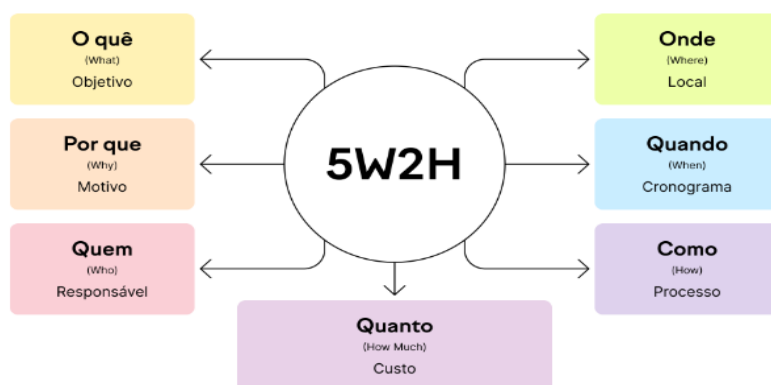 O quê
(What)
Objetivo
Por que
(Why)
Motivo
Quem
(Who)
Responsável
5W2H
Onde
(Where)
Local
Quando
(When)
Cronograma
Como
(How)
Processo
Quanto
(How Much)
Custo